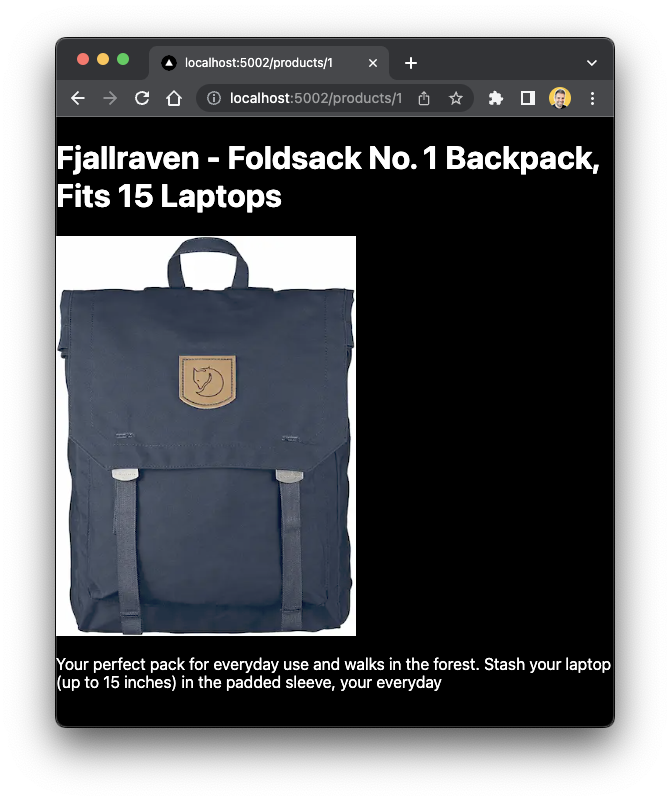 localhost:5002/products/1
localhost:5002/products/1
Fjallraven - Foldsack No. 1 Backpack,
Fits 15 Laptops
Your perfect pack for everyday use and walks in the forest. Stash your laptop
(up to 15 inches) in the padded sleeve, your everyday